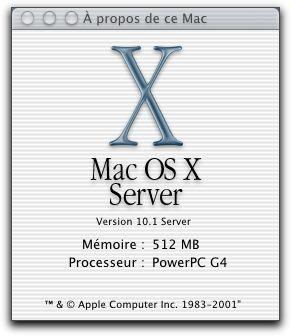 À propos de ce Mac
X
Mac OS X
Server
Version 10.1 Server
Mémoire : 512 MB
Processeur : PowerPC G4
™ & © Apple Computer Inc. 1983-2001"